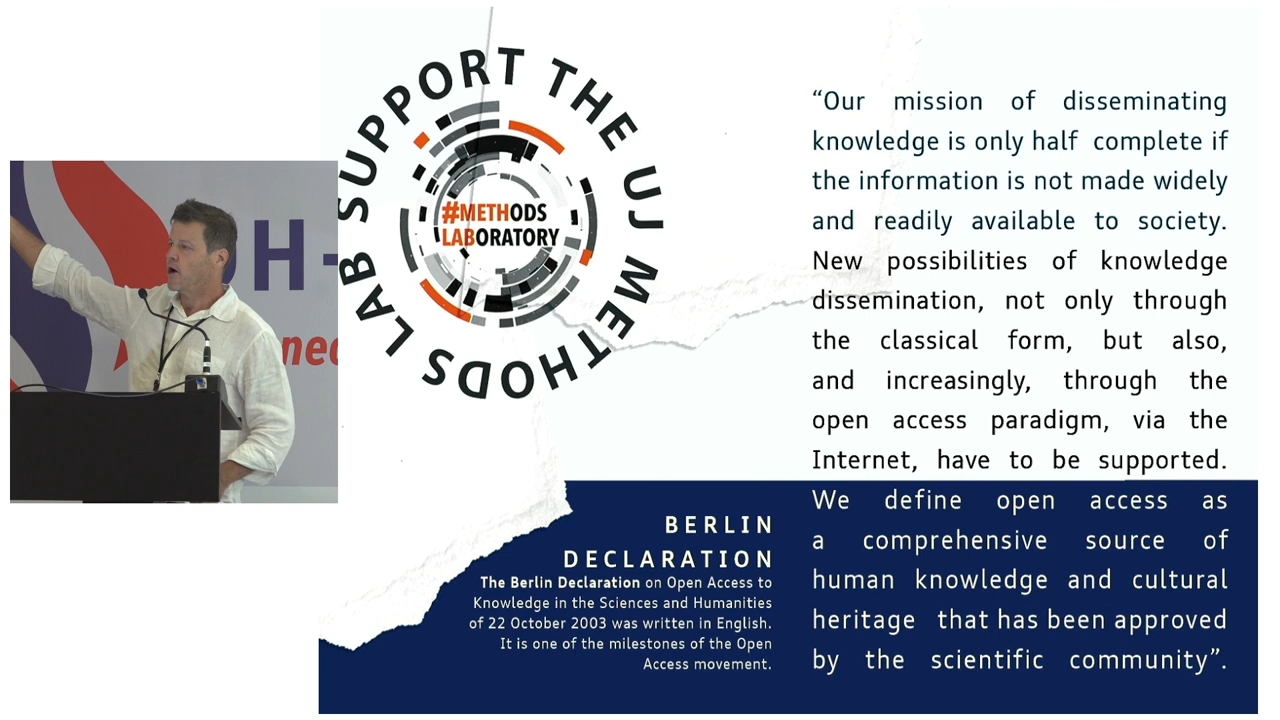 SUPPORT THE UJ METHODS LAB
#METHODS
LABORATORY
H-
nec
“Our mission of disseminating
knowledge is only half complete if
the information is not made widely
and readily available to society.
New possibilities of knowledge
dissemination, not only through
the classical form, but also,
and increasingly, through the
open access paradigm, via the
Internet, have to be supported.
We define open access as
a comprehensive source of
human knowledge and cultural
heritage that has been approved
by the scientific community”.
BERLIN
DECLARATION
The Berlin Declaration on Open Access to
Knowledge in the Sciences and Humanities
of 22 October 2003 was written in English.
It is one of the milestones of the Open
Access movement.